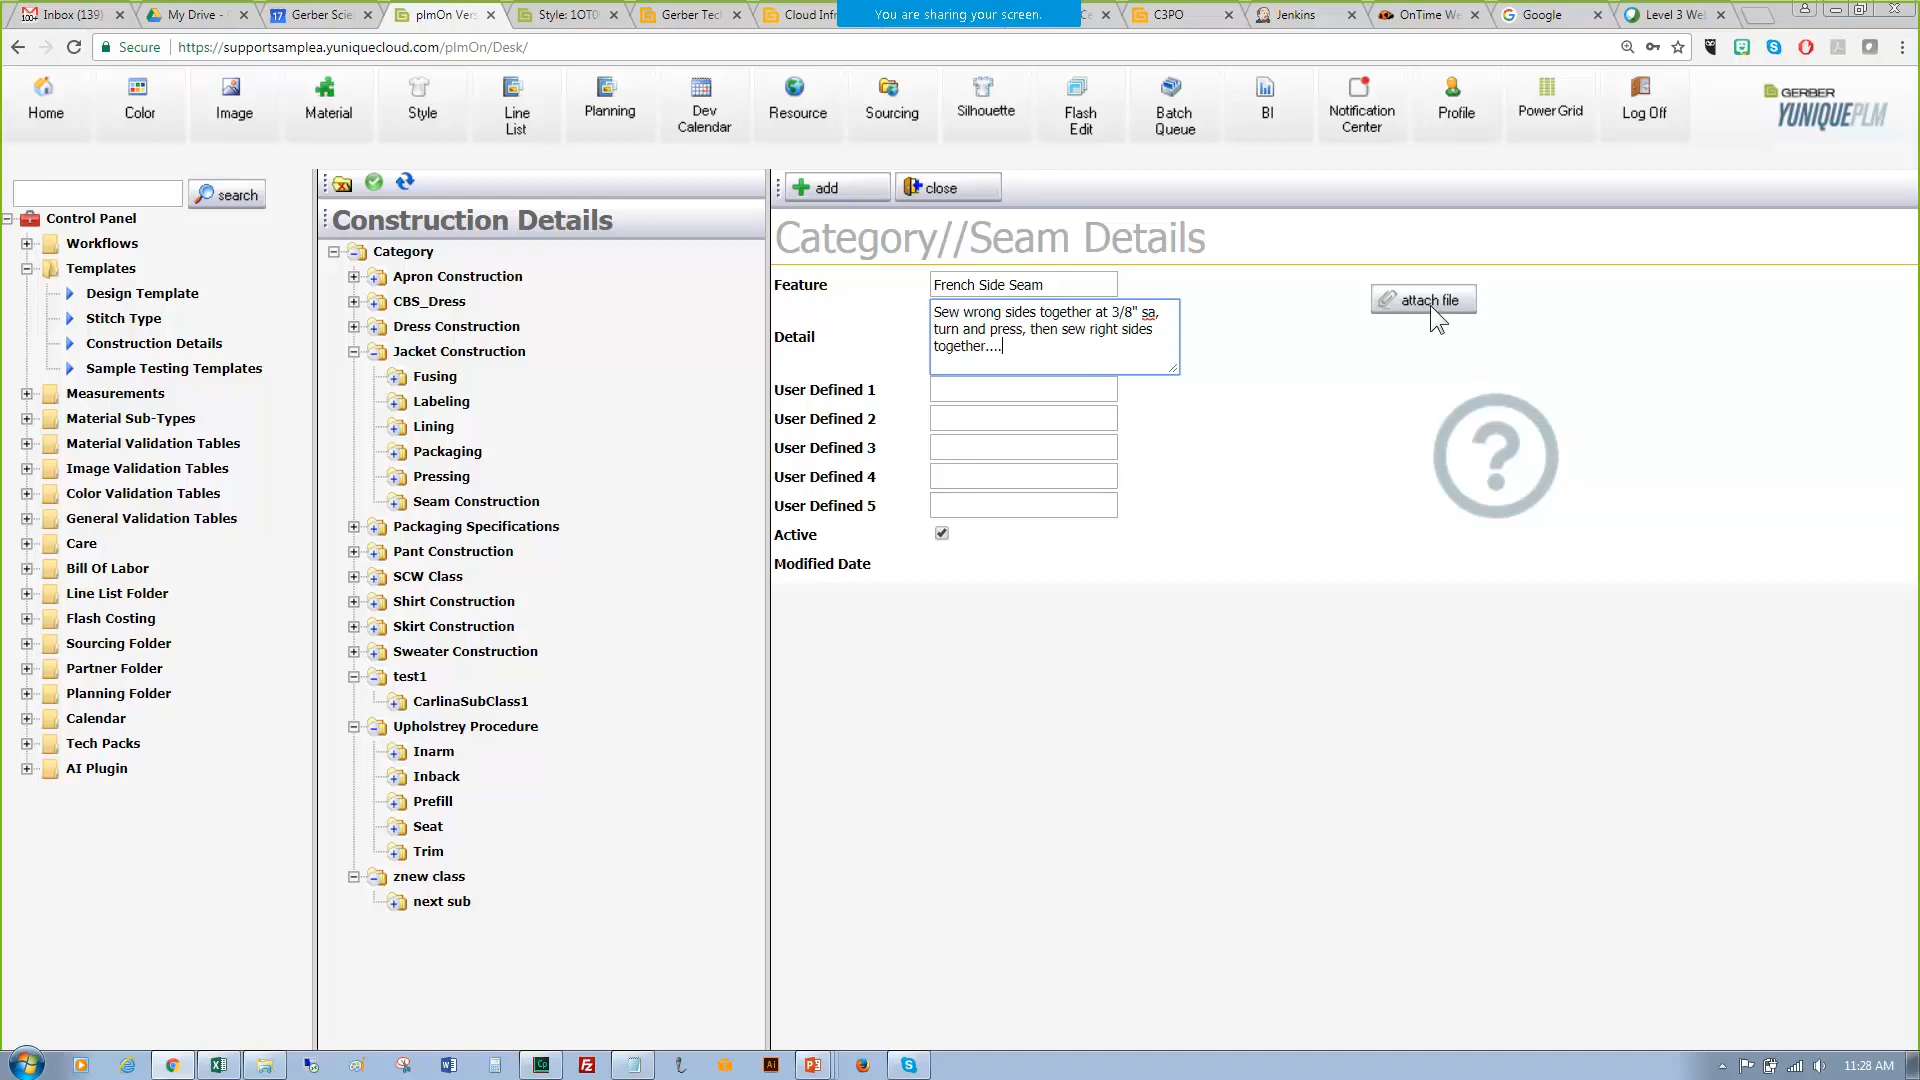 Inbox (139)
My Drive -
Gerber Scie
plmOn Vers
Style: 1OT0
Gerber Tec
Cloud Infr
You are sharing your screen.
C3PO
Jenkins
OnTime We
Google
Level 3 We
Secure
https://supportsamplea.yuniquecloud.com/plmOn/Desk/
Home
Color
Image
Material
Style
Line List
Planning
Dev Calendar
Resource
Sourcing
Silhouette
Flash Edit
Batch Queue
BI
Notification Center
Profile
Power Grid
Log Off
GERBER
YUNIQUEPLM
search
Control Panel
Workflows
Templates
Design Template
Stitch Type
Construction Details
Sample Testing Templates
Measurements
Material Sub-Types
Material Validation Tables
Image Validation Tables
Color Validation Tables
General Validation Tables
Care
Bill Of Labor
Line List Folder
Flash Costing
Sourcing Folder
Partner Folder
Planning Folder
Calendar
Tech Packs
AI Plugin
Construction Details
Category
Apron Construction
CBS_Dress
Dress Construction
Jacket Construction
Fusing
Labeling
Lining
Packaging
Pressing
Seam Construction
Packaging Specifications
Pant Construction
SCW Class
Shirt Construction
Skirt Construction
Sweater Construction
test1
CarlinaSubClass1
Upholstrey Procedure
Inarm
Inback
Prefill
Seat
Trim
znew class
next sub
add
close
Category//Seam Details
Feature
French Side Seam
attach file
Detail
Sew wrong sides together at 3/8" sa,
turn and press, then sew right sides
together....
User Defined 1
User Defined 2
User Defined 3
User Defined 4
User Defined 5
Active
Modified Date
11:28 AM